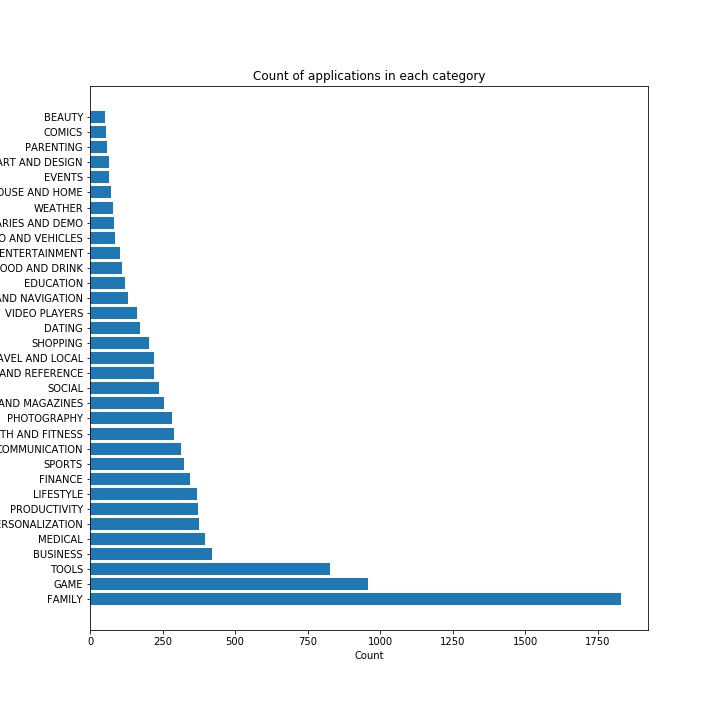 Count of applications in each category
BEAUTY
COMICS
PARENTING
ART AND DESIGN
EVENTS
OUSE AND HOME
WEATHER
ARIES AND DEMO
O AND VEHICLES
ENTERTAINMENT
OOD AND DRINK
EDUCATION
AND NAVIGATION
VIDEO PLAYERS
DATING
SHOPPING
AVEL AND LOCAL
AND REFERENCE
SOCIAL
AND MAGAZINES
PHOTOGRAPHY
TH AND FITNESS
COMMUNICATION
SPORTS
FINANCE
LIFESTYLE
PRODUCTIVITY
ERSONALIZATION
MEDICAL
BUSINESS
TOOLS
GAME
FAMILY
0 250 500 750 1000 1250 1500 1750
Count